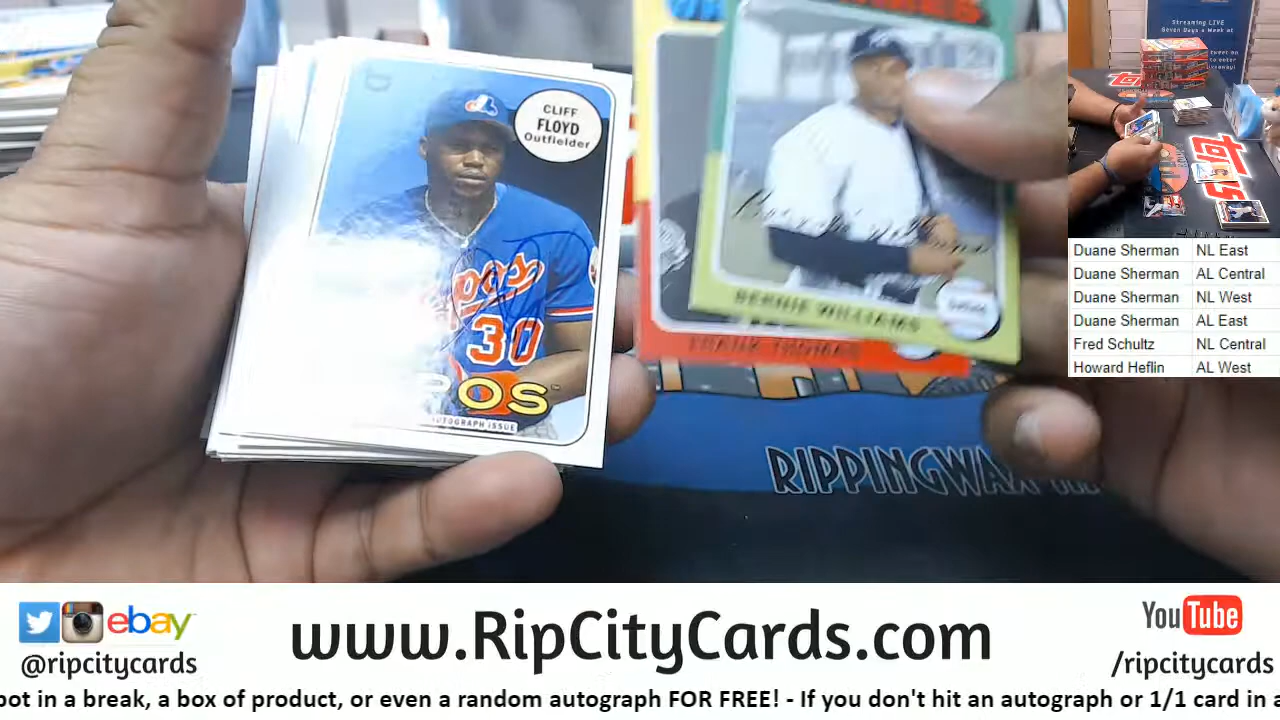 CLIFF
FLOYD
Outfielder
30
OS
AUTOGRAPH ISSUE
BERNIE WILLIAMS
FRANK THOMAS
RIPPINGWAX
Streaming LIVE
Seven Days a Week at
Topps
Duane Sherman NL East
Duane Sherman AL Central
Duane Sherman NL West
Duane Sherman AL East
Fred Schultz NL Central
Howard Heflin AL West
ebay
@ripcitycards
www.RipCityCards.com
YouTube
/ripcitycards
pot in a break, a box of product, or even a random autograph FOR FREE! - If you don't hit an autograph or 1/1 card in a